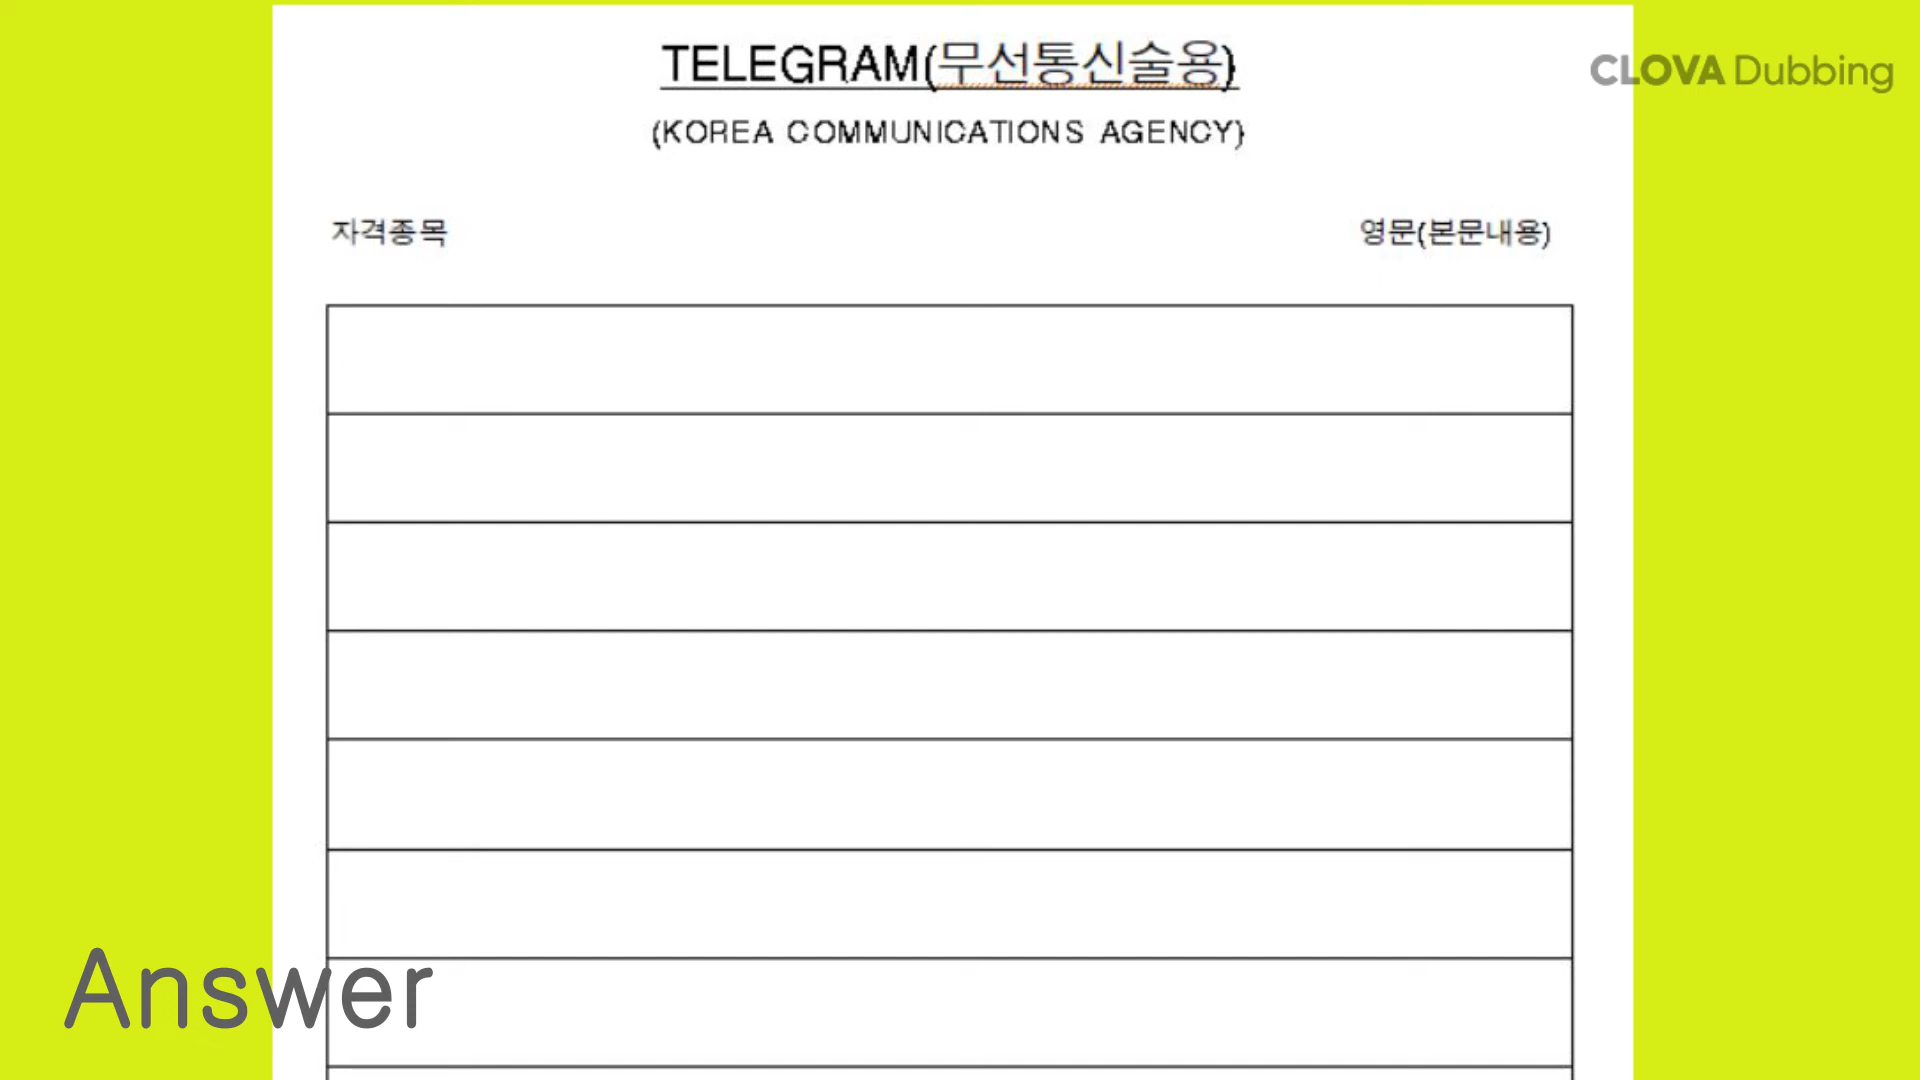 TELEGRAM(무선통신술용)
CLOVA Dubbing
(KOREA COMMUNICATIONS AGENCY)
자격종목
영문(본문내용)
Answer